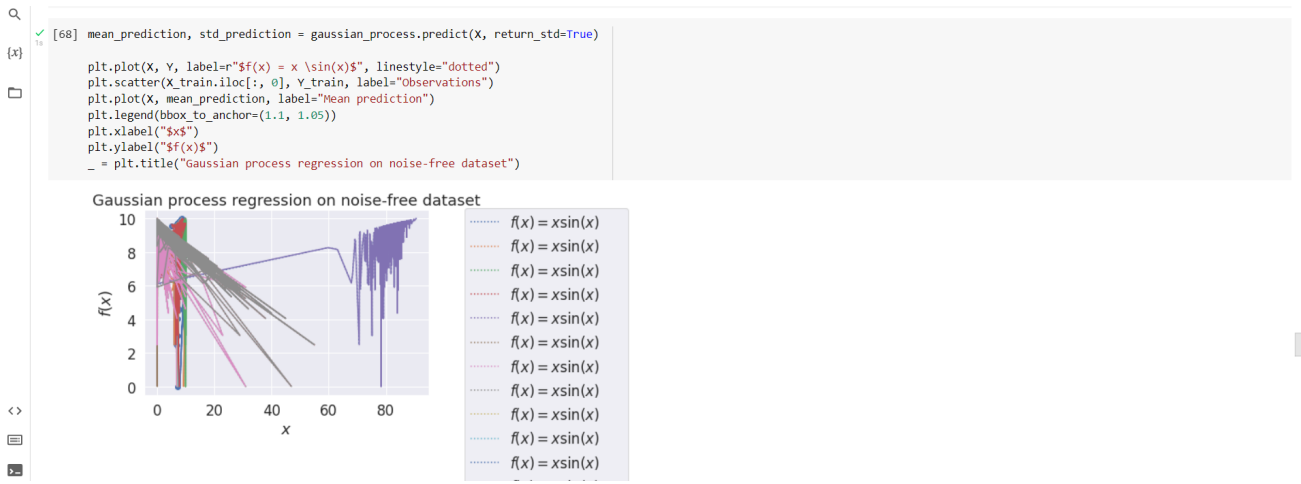 [68] mean_prediction, std_prediction = gaussian_process.predict(X, return_std=True)
1s
{x}
plt.plot(X, Y, label=r"$f(x) = x \sin(x)$", linestyle="dotted")
plt.scatter(X_train.iloc[:, 0], Y_train, label="Observations")
plt.plot(X, mean_prediction, label="Mean prediction")
plt.legend(bbox_to_anchor=(1.1, 1.05))
plt.xlabel("$x$")
plt.ylabel("$f(x)$")
_ = plt.title("Gaussian process regression on noise-free dataset")
Gaussian process regression on noise-free dataset
10
8
6
4
2
0
f(x)
0 20 40 60 80
x
f(x) = xsin(x)
f(x) = xsin(x)
f(x) = xsin(x)
f(x) = xsin(x)
f(x) = xsin(x)
f(x) = xsin(x)
f(x) = xsin(x)
f(x) = xsin(x)
f(x) = xsin(x)
f(x) = xsin(x)
f(x) = xsin(x)